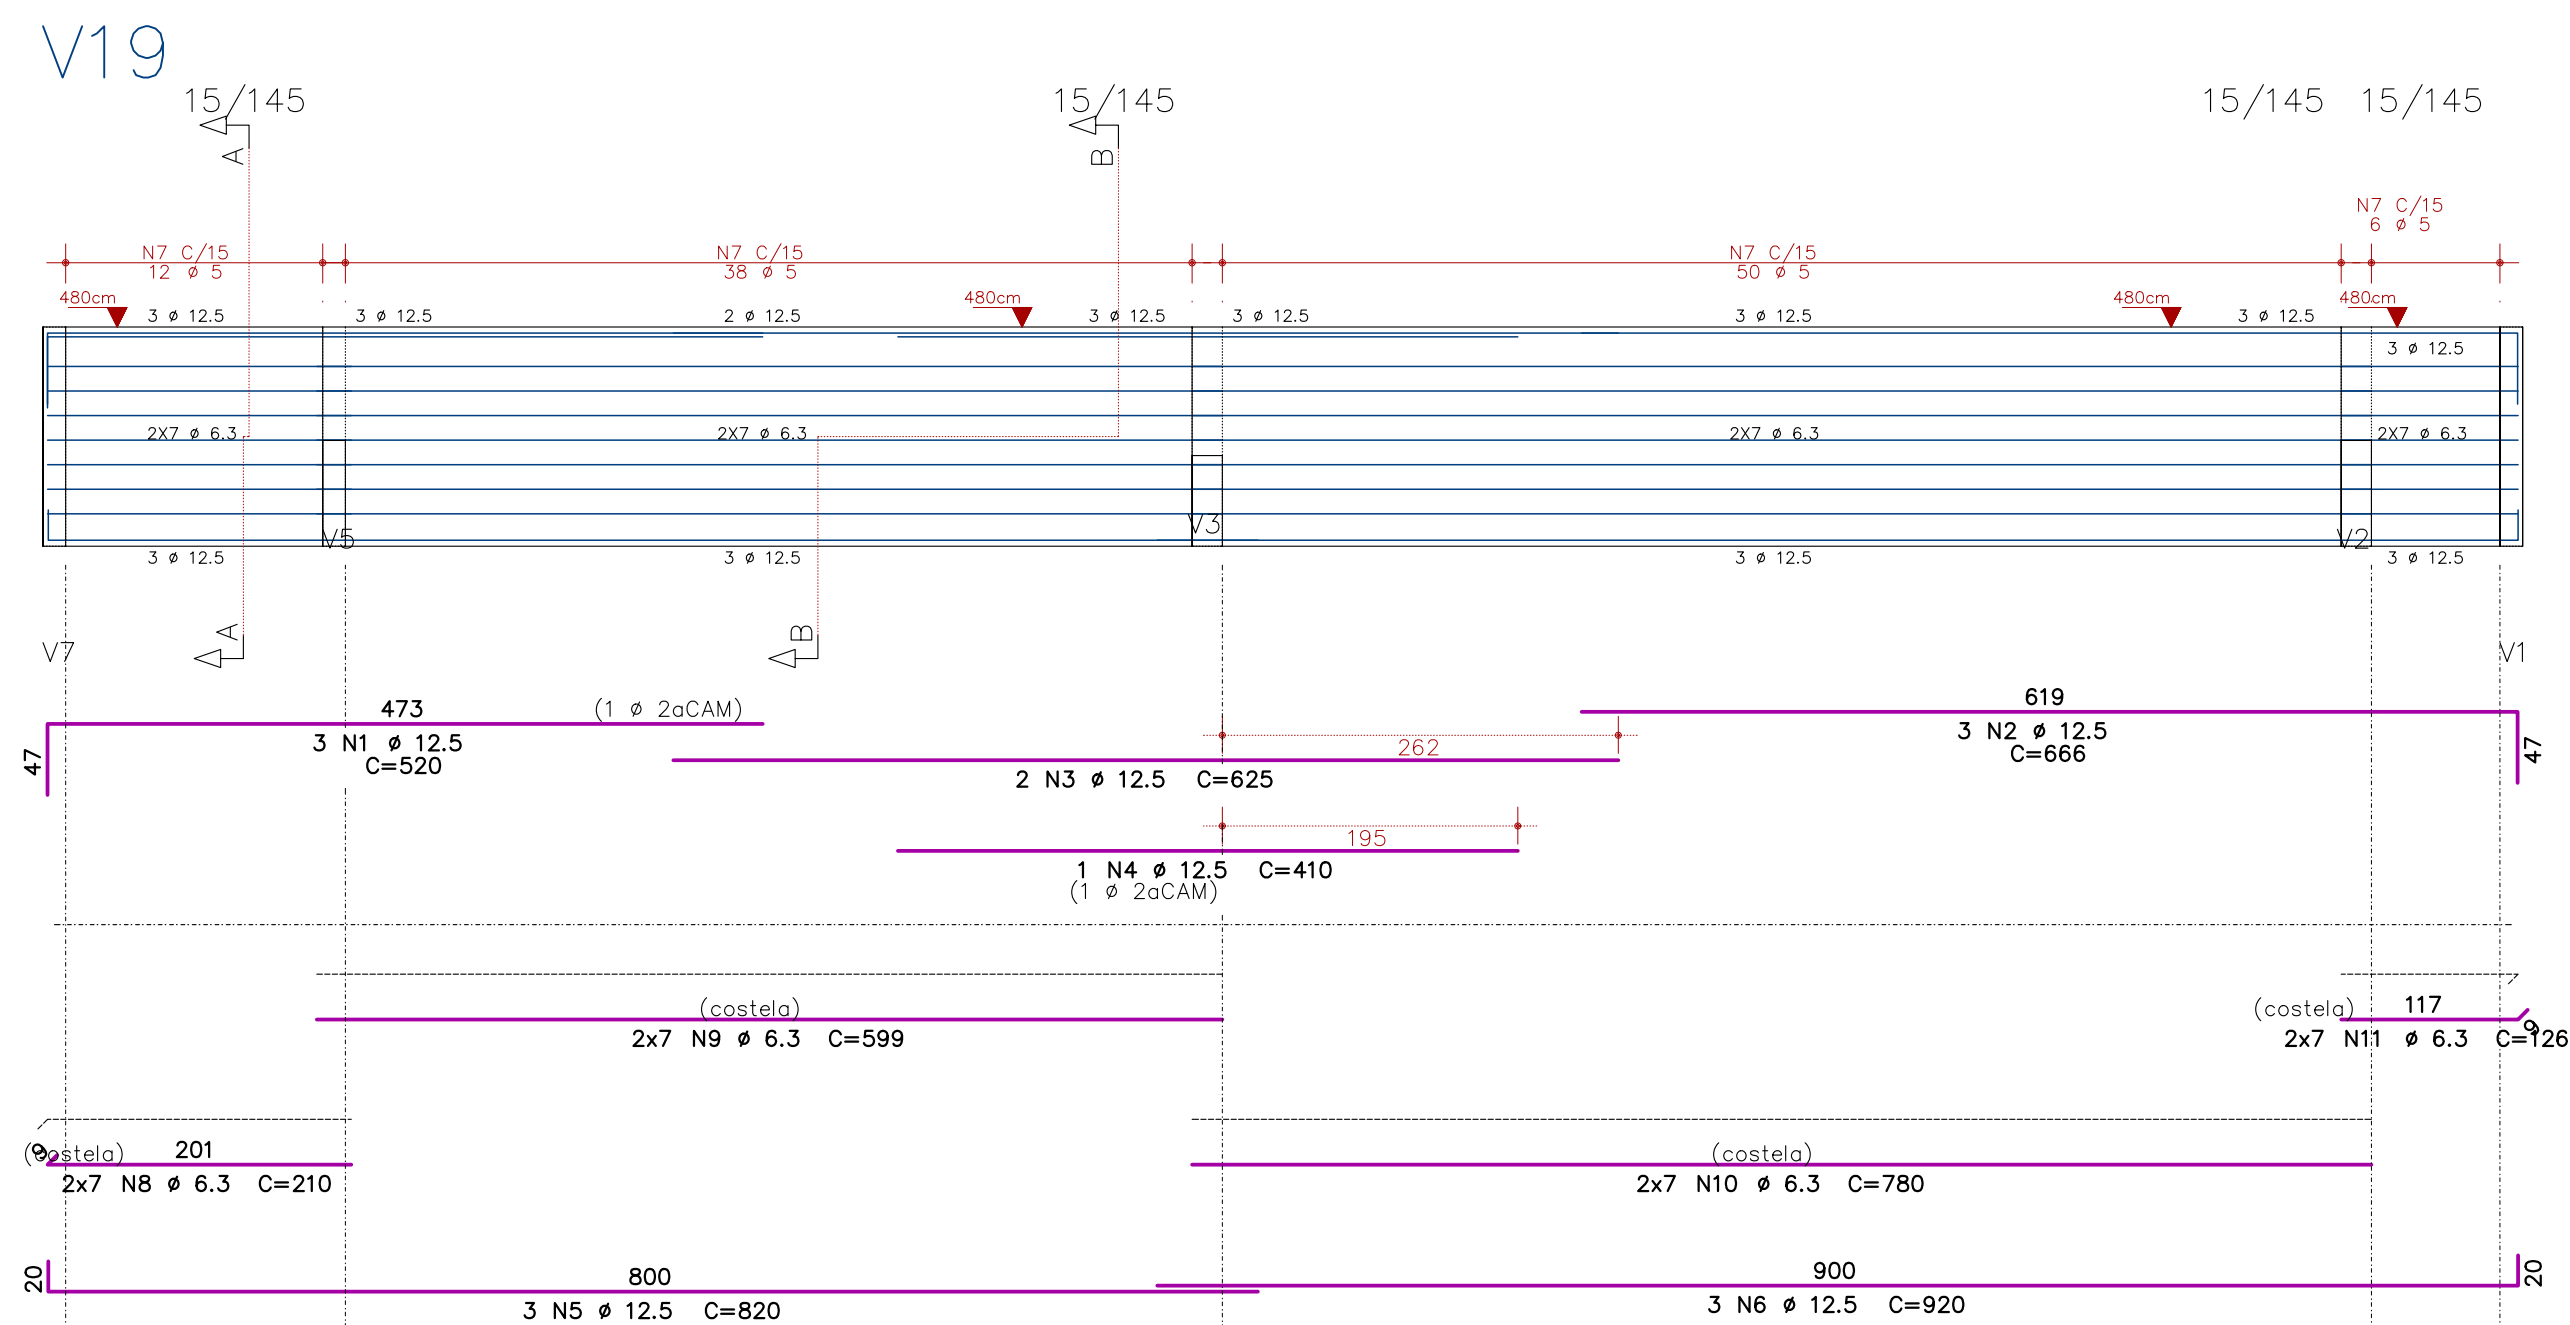 V19
15/145
15/145
15/145
15/145
A
B
N7 C/15
6 ø 5
N7 C/15
12 ø 5
N7 C/15
38 ø 5
N7 C/15
50 ø 5
480cm
480cm
480cm
480cm
3 ø 12.5
3 ø 12.5
2 ø 12.5
3 ø 12.5
3 ø 12.5
3 ø 12.5
3 ø 12.5
3 ø 12.5
2X7 ø 6.3
2X7 ø 6.3
2X7 ø 6.3
2X7 ø 6.3
V5
V3
V2
3 ø 12.5
3 ø 12.5
3 ø 12.5
3 ø 12.5
A
B
V7
V1
473
(1 ø 2aCAM)
619
47
3 N1 ø 12.5
C=520
262
3 N2 ø 12.5
C=666
47
2 N3 ø 12.5 C=625
195
1 N4 ø 12.5 C=410
(1 ø 2aCAM)
(costela)
2x7 N9 ø 6.3 C=599
(costela)
117
9
2x7 N11 ø 6.3 C=126
9
(costela)
201
2x7 N8 ø 6.3 C=210
(costela)
2x7 N10 ø 6.3 C=780
20
800
3 N5 ø 12.5 C=820
900
3 N6 ø 12.5 C=920
20